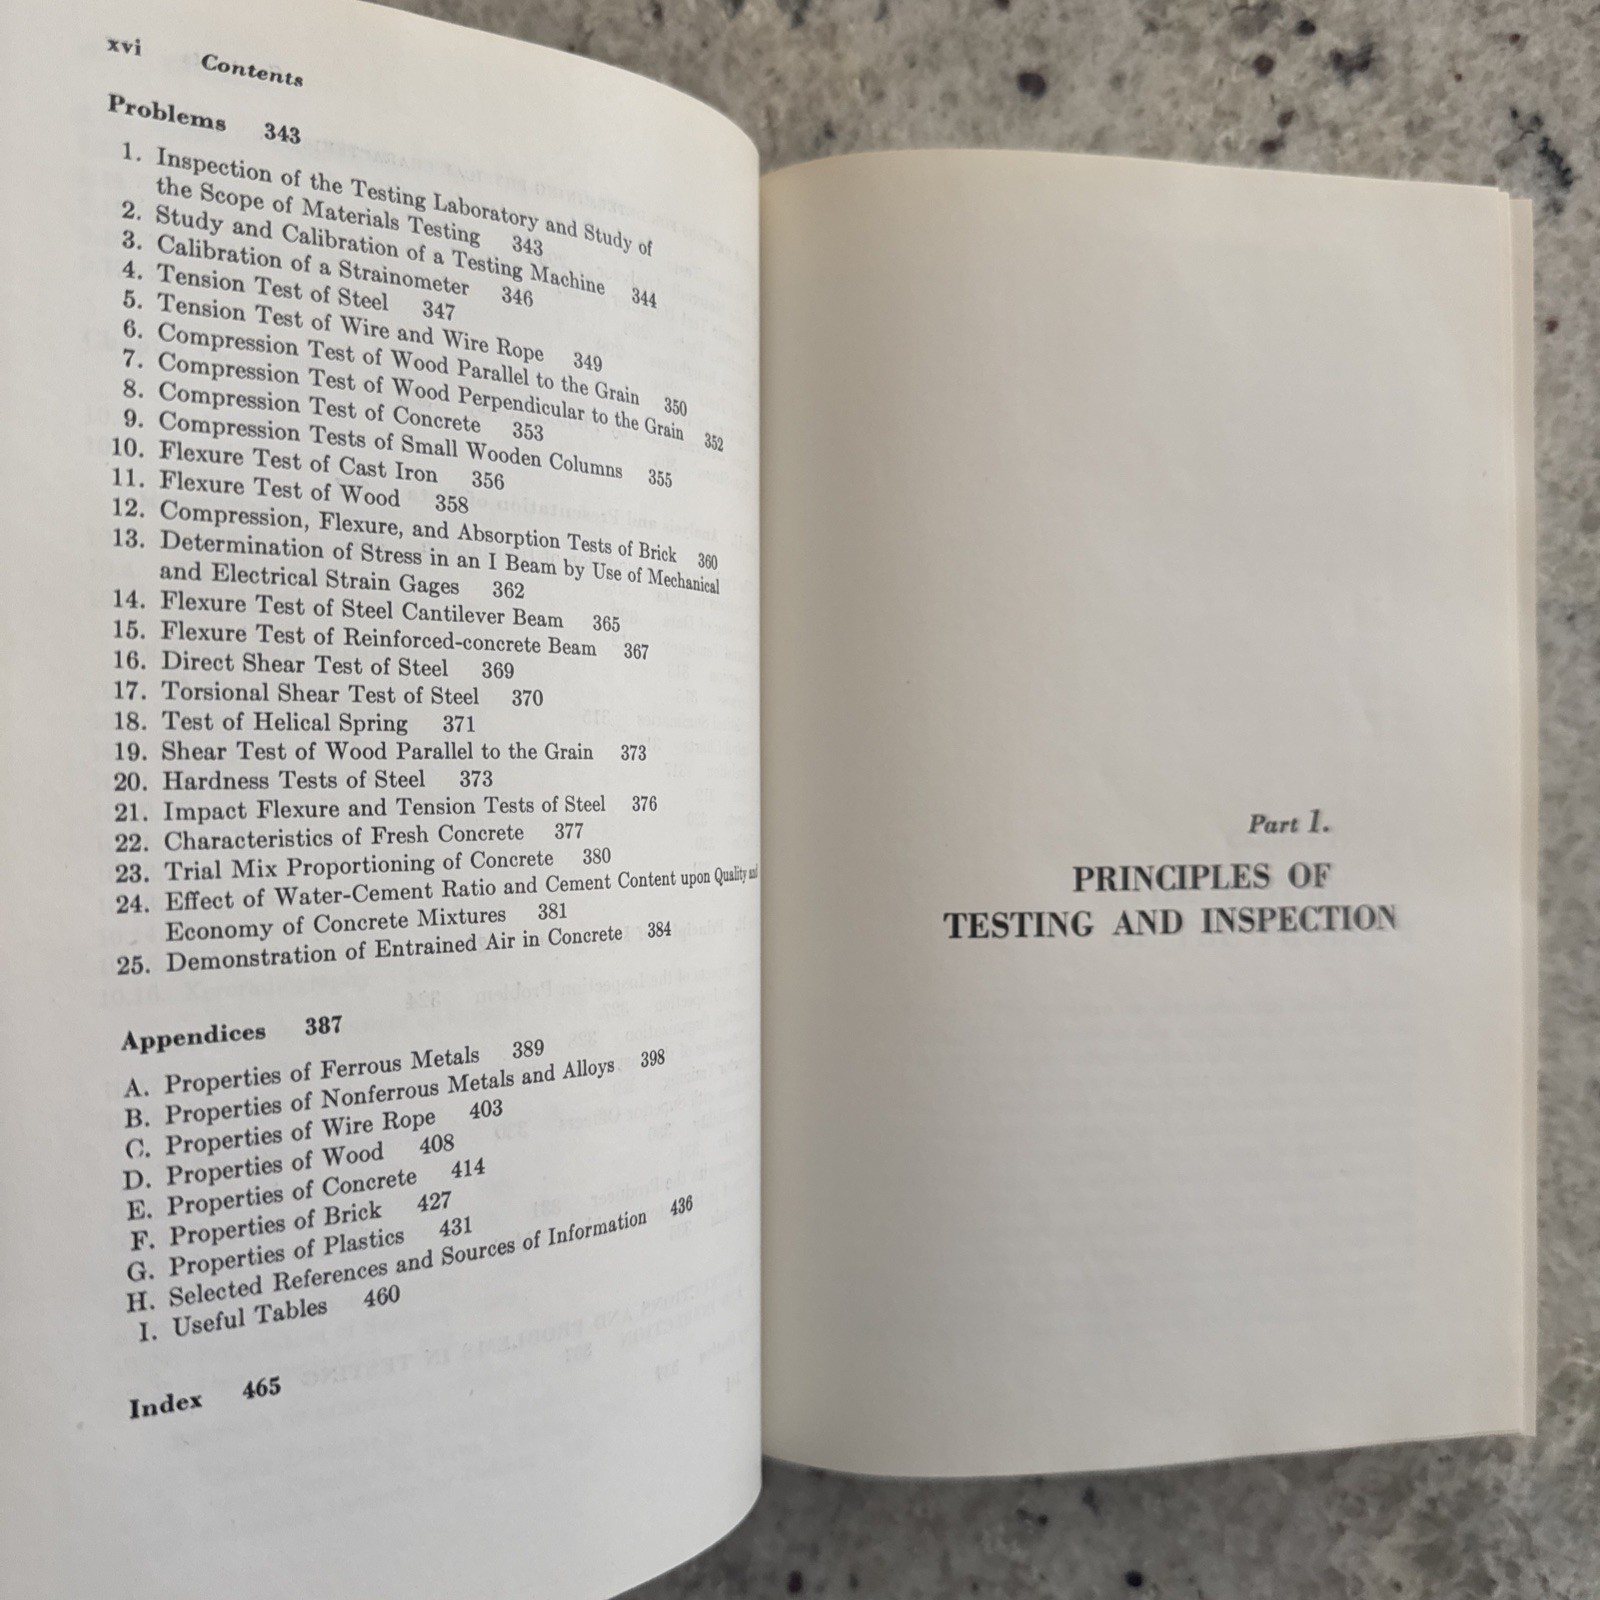 xvi Contents
Problems 343
1. Inspection of the Testing Laboratory and Study of
the Scope of Materials Testing 343
2. Study and Calibration of a Testing Machine 344
3. Calibration of a Strainometer 346
4. Tension Test of Steel 347
5. Tension Test of Wire and Wire Rope 349
6. Compression Test of Wood Parallel to the Grain 350
7. Compression Test of Wood Perpendicular to the Grain 352
8. Compression Test of Concrete 353
9. Compression Tests of Small Wooden Columns 355
10. Flexure Test of Cast Iron 356
11. Flexure Test of Wood 358
12. Compression, Flexure, and Absorption Tests of Brick 360
13. Determination of Stress in an I Beam by Use of Mechanical
and Electrical Strain Gages 362
14. Flexure Test of Steel Cantilever Beam 365
15. Flexure Test of Reinforced-concrete Beam 367
16. Direct Shear Test of Steel 369
17. Torsional Shear Test of Steel 370
18. Test of Helical Spring 371
19. Shear Test of Wood Parallel to the Grain 373
20. Hardness Tests of Steel 373
21. Impact Flexure and Tension Tests of Steel 376
22. Characteristics of Fresh Concrete 377
23. Trial Mix Proportioning of Concrete 380
24. Effect of Water-Cement Ratio and Cement Content upon Quality and
Economy of Concrete Mixtures 381
25. Demonstration of Entrained Air in Concrete 384
Appendices 387
A. Properties of Ferrous Metals 389
B. Properties of Nonferrous Metals and Alloys 398
C. Properties of Wire Rope 403
D. Properties of Wood 408
E. Properties of Concrete 414
F. Properties of Brick 427
G. Properties of Plastics 431
H. Selected References and Sources of Information 436
I. Useful Tables 460
Index 465
Part 1.
PRINCIPLES OF
TESTING AND INSPECTION